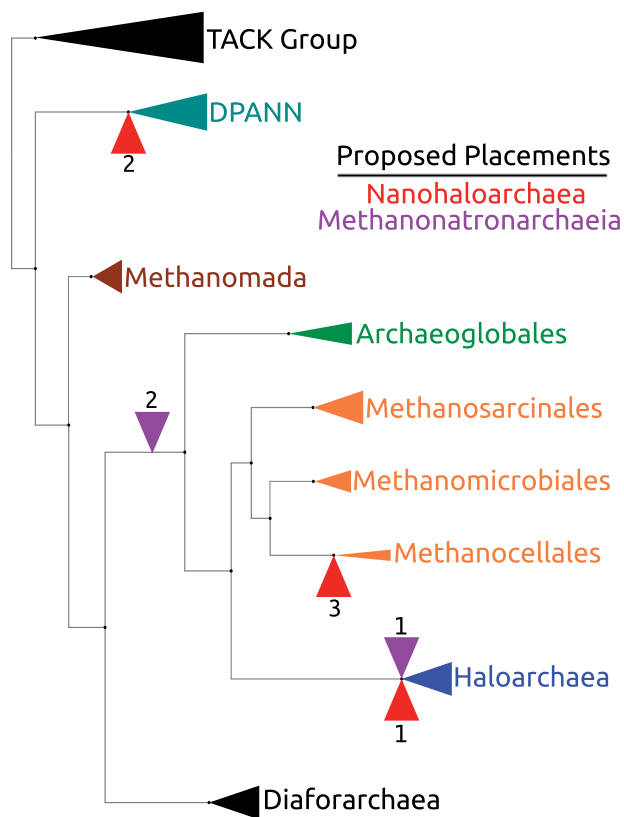 TACK Group
DPANN
2
Proposed Placements
Nanohaloarchaea
Methanonatronarchaeia
Methanomada
Archaeoglobales
2
Methanosarcinales
Methanomicrobiales
Methanocellales
3
1
Haloarchaea
1
Diaforarchaea